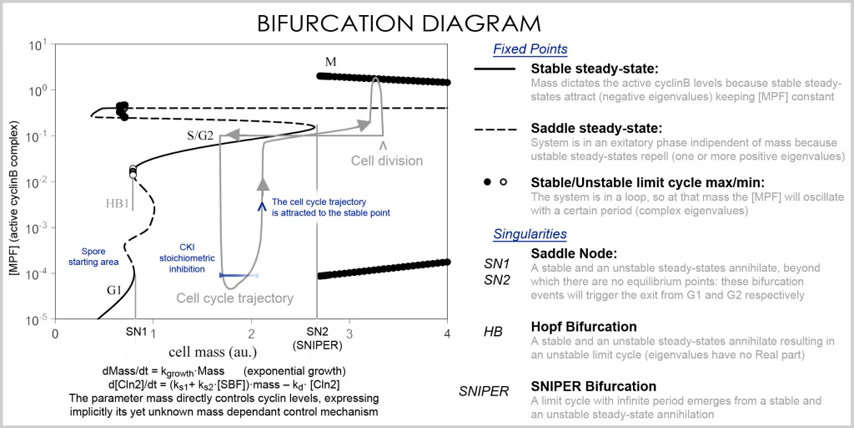 BIFURCATION DIAGRAM
[MPF] (active cyclinB complex)
10¹
10⁰
10⁻¹
10⁻²
10⁻³
10⁻⁴
10⁻⁵
M
S/G2
Cell division
HB1
The cell cycle trajectory
is attracted to the stable point
Spore
starting area
CKI
stoichiometric
inhibition
G1
Cell cycle trajectory
0
1
2
3
4
SN1
SN2
(SNIPER)
cell mass (au.)
dMass/dt = kgrowth·Mass (exponential growth)
d[Cln2]/dt = (ks1+ ks2·[SBF])·mass – kd· [Cln2]
The parameter mass directly controls cyclin levels, expressing
implicitly its yet unknown mass dependant control mechanism
Fixed Points
Stable steady-state:
Mass dictates the active cyclinB levels because stable steady-
states attract (negative eigenvalues) keeping [MPF] constant
Saddle steady-state:
System is in an exitatory phase indipendent of mass because
ustable steady-states repell (one or more positive eigenvalues)
Stable/Unstable limit cycle max/min:
The system is in a loop, so at that mass the [MPF] will oscillate
with a certain period (complex eigenvalues)
Singularities
SN1
SN2
Saddle Node:
A stable and an unstable steady-states annihilate, beyond
which there are no equilibrium points: these bifurcation
events will trigger the exit from G1 and G2 respectively
HB
Hopf Bifurcation
A stable and an unstable steady-states annihilate resulting in
an unstable limit cycle (eigenvalues have no Real part)
SNIPER
SNIPER Bifurcation
A limit cycle with infinite period emerges from a stable and
an unstable steady-state annihilation